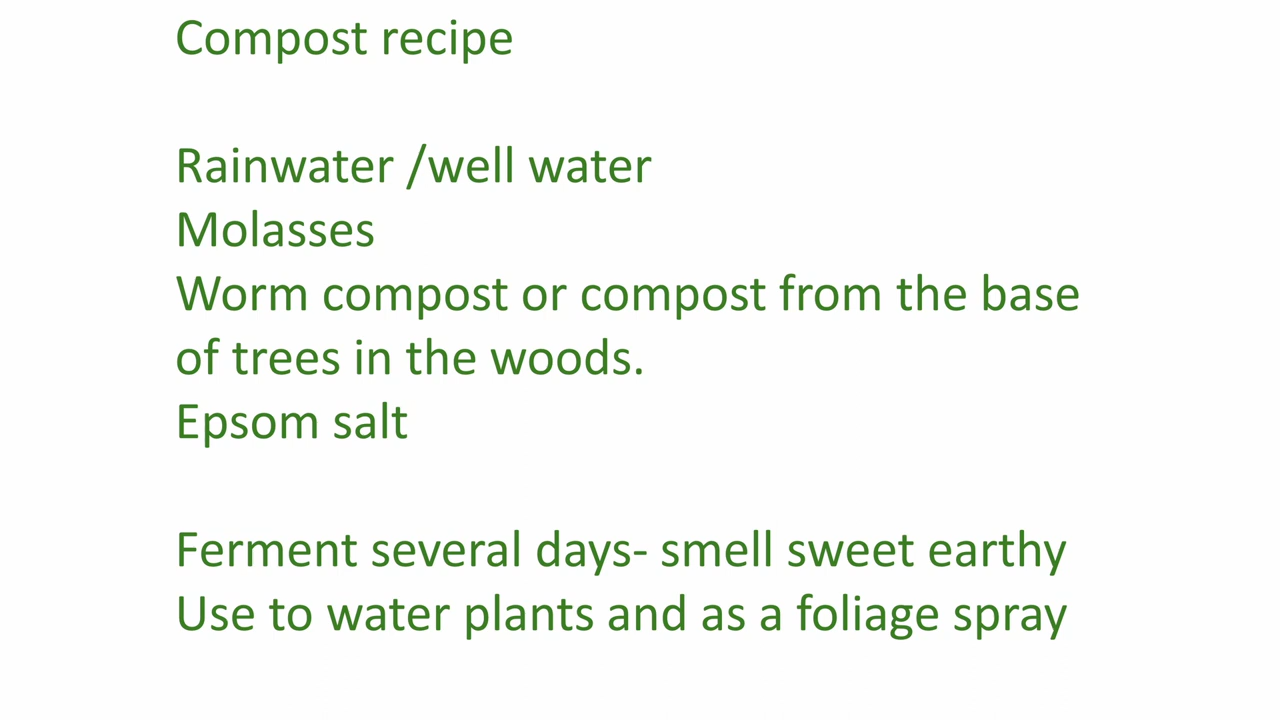 Compost recipe
Rainwater /well water
Molasses
Worm compost or compost from the base
of trees in the woods.
Epsom salt
Ferment several days- smell sweet earthy
Use to water plants and as a foliage spray